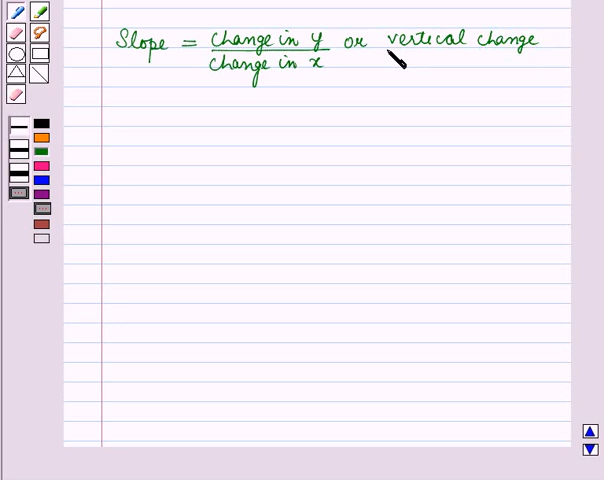 Slope = change in y or vertical change
change in x